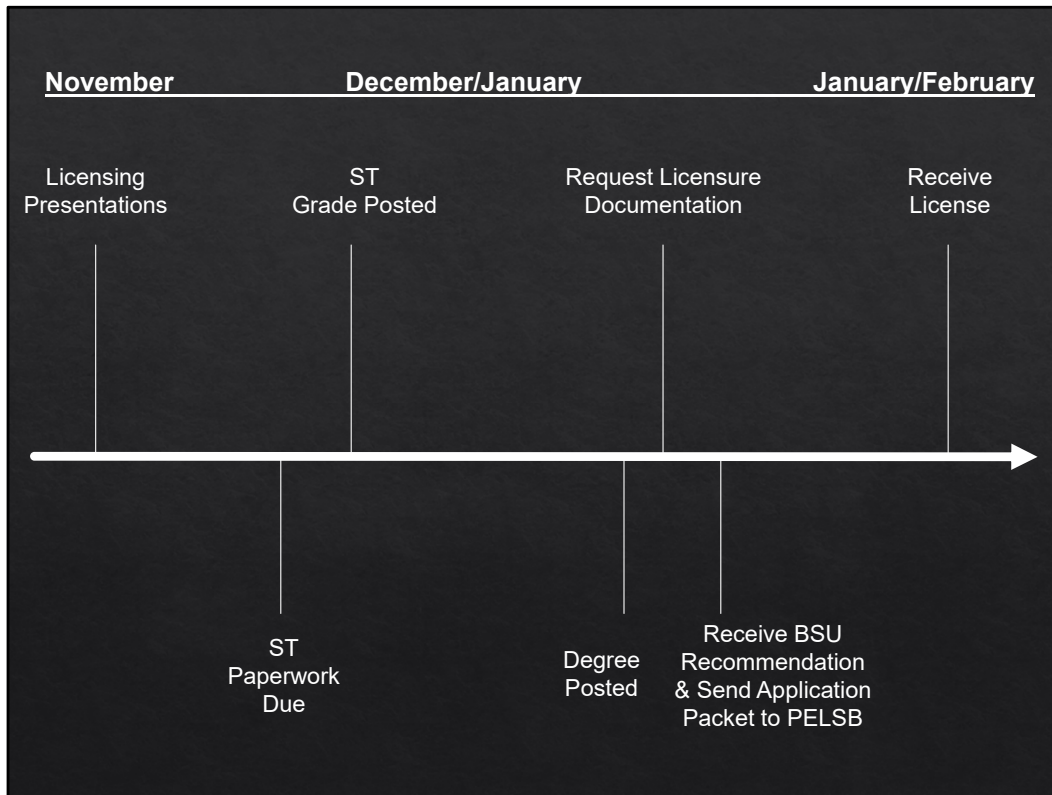 November
December/January
January/February
Licensing
Presentations
ST
Grade Posted
Request Licensure
Documentation
Receive
License
ST
Paperwork
Due
Degree
Posted
Receive BSU
Recommendation
& Send Application
Packet to PELSB